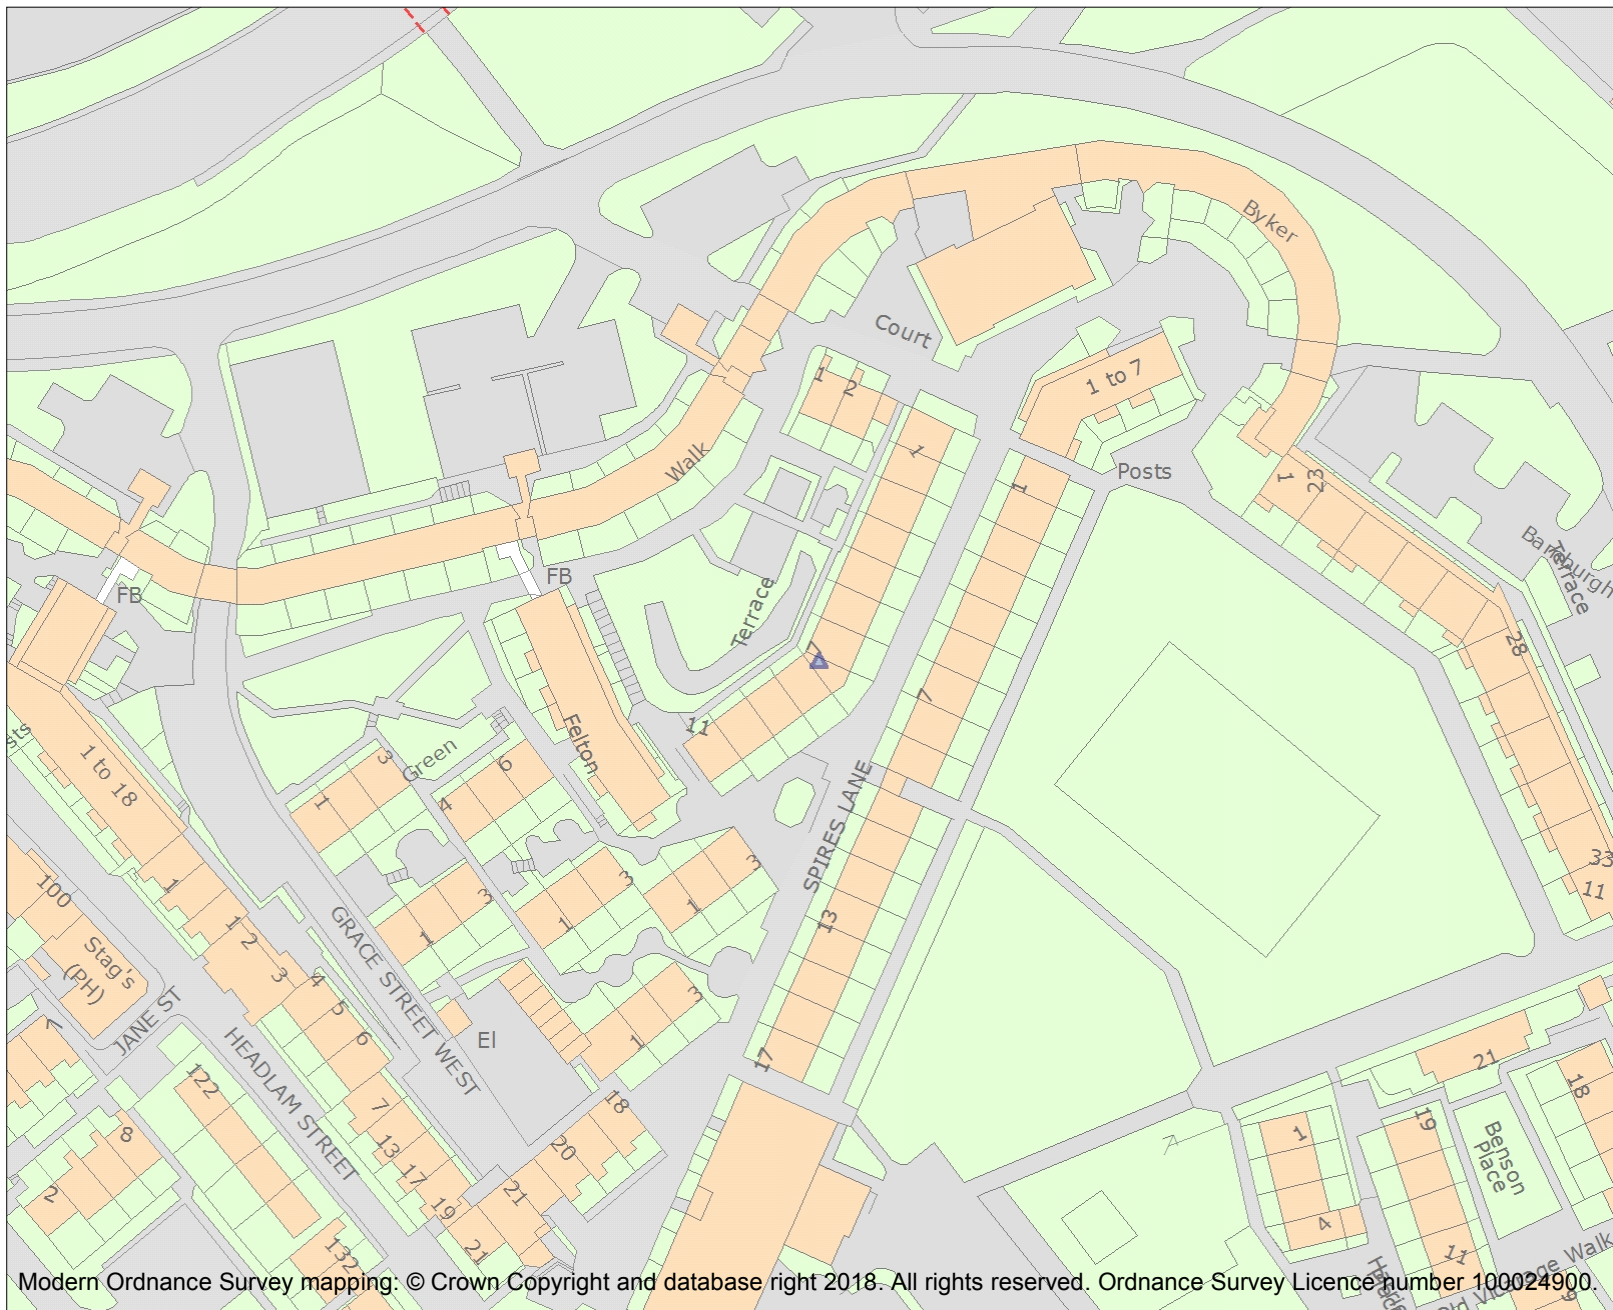 Byker
Court
1 2
1 to 7
1
1
Posts
1
23
Walk
FB
FB
Terrace
Terrace
28
7
7
11
Felton
Green
3
1
6
4
1 to 18
SPIRES LANE
33
11
100
1
3
1
3
1
3
1
13
1 2
3
4
5
6
Stag's
(PH)
GRACE STREET WEST
JANE ST
HEADLAM STREET
El
3
1
17
7
122
7
18
8
13
20
17
2
19
21
21
132
21
18
19
1
Benson
Place
4
11
9
Modern Ordnance Survey mapping: © Crown Copyright and database right 2018. All rights reserved. Ordnance Survey Licence number 100024900.